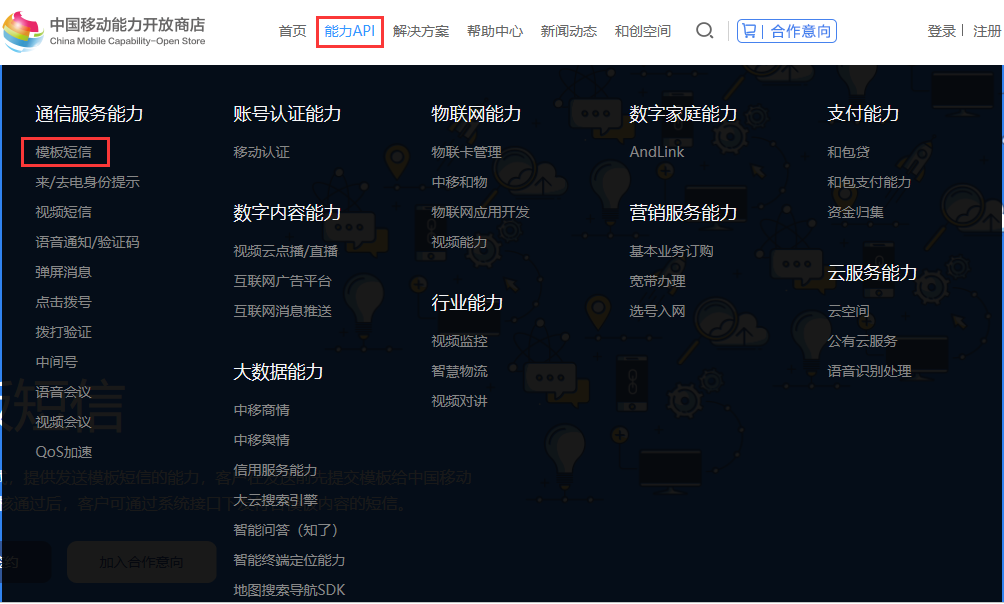 中国移动能力开放商店
China Mobile Capability-Open Store
首页 能力API 解决方案 帮助中心 新闻动态 和创空间 合作意向 登录 注册
通信服务能力
模板短信
来/去电身份提示
视频短信
语音通知/验证码
弹屏消息
点击拨号
拨打验证
中间号
语音会议
视频会议
QoS加速
账号认证能力
移动认证
数字内容能力
视频云点播/直播
互联网广告平台
互联网消息推送
大数据能力
中移商情
中移舆情
信用服务能力
大云搜索引擎
智能问答（知了）
智能终端定位能力
地图搜索导航SDK
物联网能力
物联卡管理
中移和物
物联网应用开发
视频能力
行业能力
视频监控
智慧物流
视频对讲
数字家庭能力
AndLink
营销服务能力
基本业务订购
宽带办理
选号入网
支付能力
和包贷
和包支付能力
资金归集
云服务能力
云空间
公有云服务
语音识别处理
板短信
提供发送模板短信的能力，客户在发送前先提交模板给中国移动
核通过后，客户可通过系统接口下 内容的短信。
加入合作意向